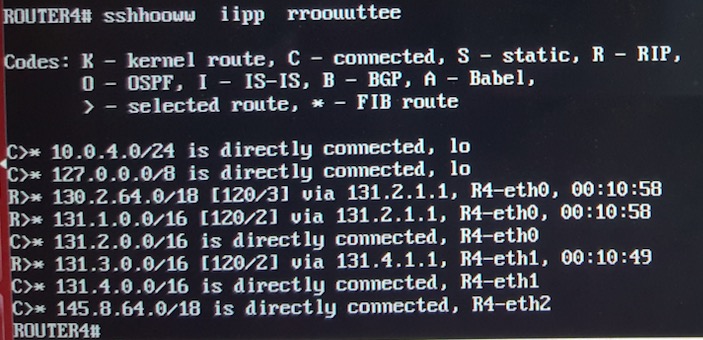 ROUTER4# sshhooww  iipp  rroouuttee
Codes: K - kernel route, C - connected, S - static, R - RIP,
       O - OSPF, I - IS-IS, B - BGP, A - Babel,
       > - selected route, * - FIB route
C>* 10.0.4.0/24 is directly connected, lo
C>* 127.0.0.0/8 is directly connected, lo
R>* 130.2.64.0/18 [120/3] via 131.2.1.1, R4-eth0, 00:10:58
R>* 131.1.0.0/16 [120/2] via 131.2.1.1, R4-eth0, 00:10:58
C>* 131.2.0.0/16 is directly connected, R4-eth0
R>* 131.3.0.0/16 [120/2] via 131.4.1.1, R4-eth1, 00:10:49
C>* 131.4.0.0/16 is directly connected, R4-eth1
C>* 145.8.64.0/18 is directly connected, R4-eth2
ROUTER4#